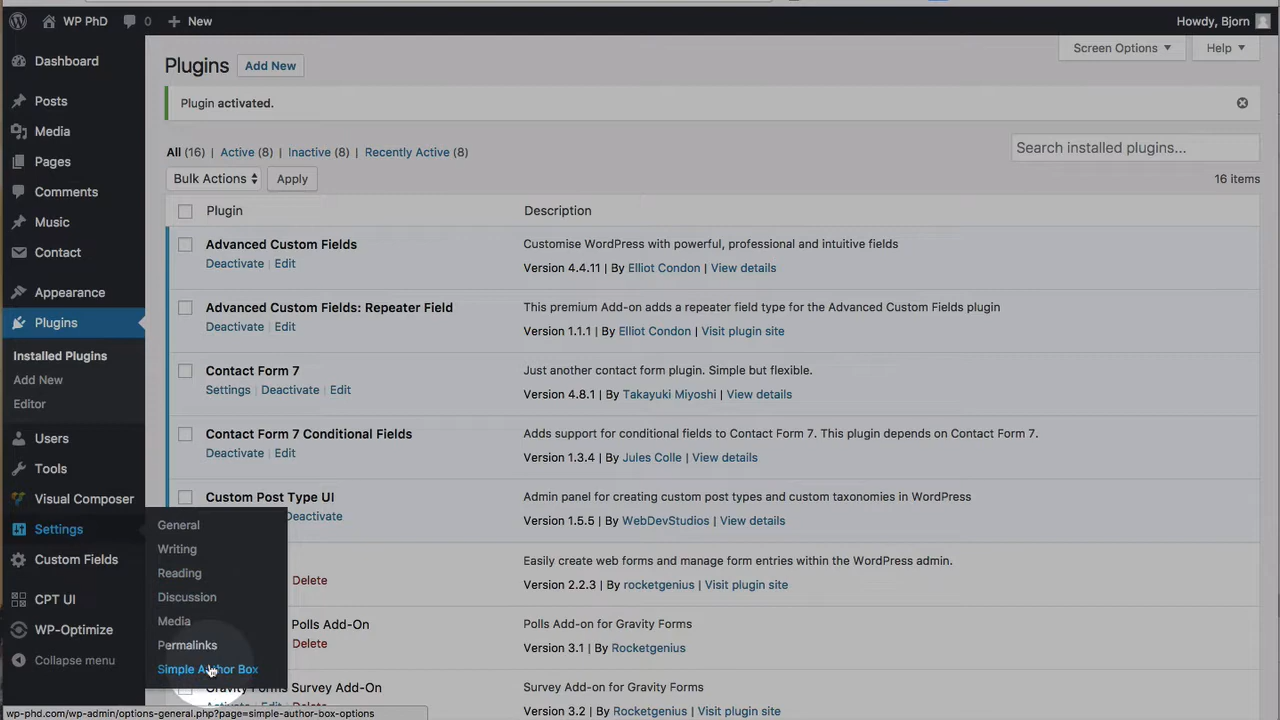 WP PhD 0 New Howdy, Bjorn
Dashboard
Posts
Media
Pages
Comments
Music
Contact
Appearance
Plugins
Installed Plugins
Add New
Editor
Users
Tools
Visual Composer
Settings
Custom Fields
CPT UI
WP-Optimize
Collapse menu
General
Writing
Reading
Discussion
Media
Permalinks
Simple Author Box
Screen Options Help
Plugins Add New
Plugin activated.
All (16) | Active (8) | Inactive (8) | Recently Active (8)
Search installed plugins...
Bulk Actions Apply
16 items
Plugin Description
Advanced Custom Fields
Deactivate | Edit
Customise WordPress with powerful, professional and intuitive fields
Version 4.4.11 | By Elliot Condon | View details
Advanced Custom Fields: Repeater Field
Deactivate | Edit
This premium Add-on adds a repeater field type for the Advanced Custom Fields plugin
Version 1.1.1 | By Elliot Condon | Visit plugin site
Contact Form 7
Settings | Deactivate | Edit
Just another contact form plugin. Simple but flexible.
Version 4.8.1 | By Takayuki Miyoshi | View details
Contact Form 7 Conditional Fields
Deactivate | Edit
Adds support for conditional fields to Contact Form 7. This plugin depends on Contact Form 7.
Version 1.3.4 | By Jules Colle | View details
Custom Post Type UI
Deactivate
Admin panel for creating custom post types and custom taxonomies in WordPress
Version 1.5.5 | By WebDevStudios | View details
Delete
Easily create web forms and manage form entries within the WordPress admin.
Version 2.2.3 | By rocketgenius | Visit plugin site
Polls Add-On
Delete
Polls Add-on for Gravity Forms
Version 3.1 | By Rocketgenius
Gravity Forms Survey Add-On
Activate | Edit | Delete
Survey Add-on for Gravity Forms
Version 3.2 | By Rocketgenius | Visit plugin site
wp-phd.com/wp-admin/options-general.php?page=simple-author-box-options